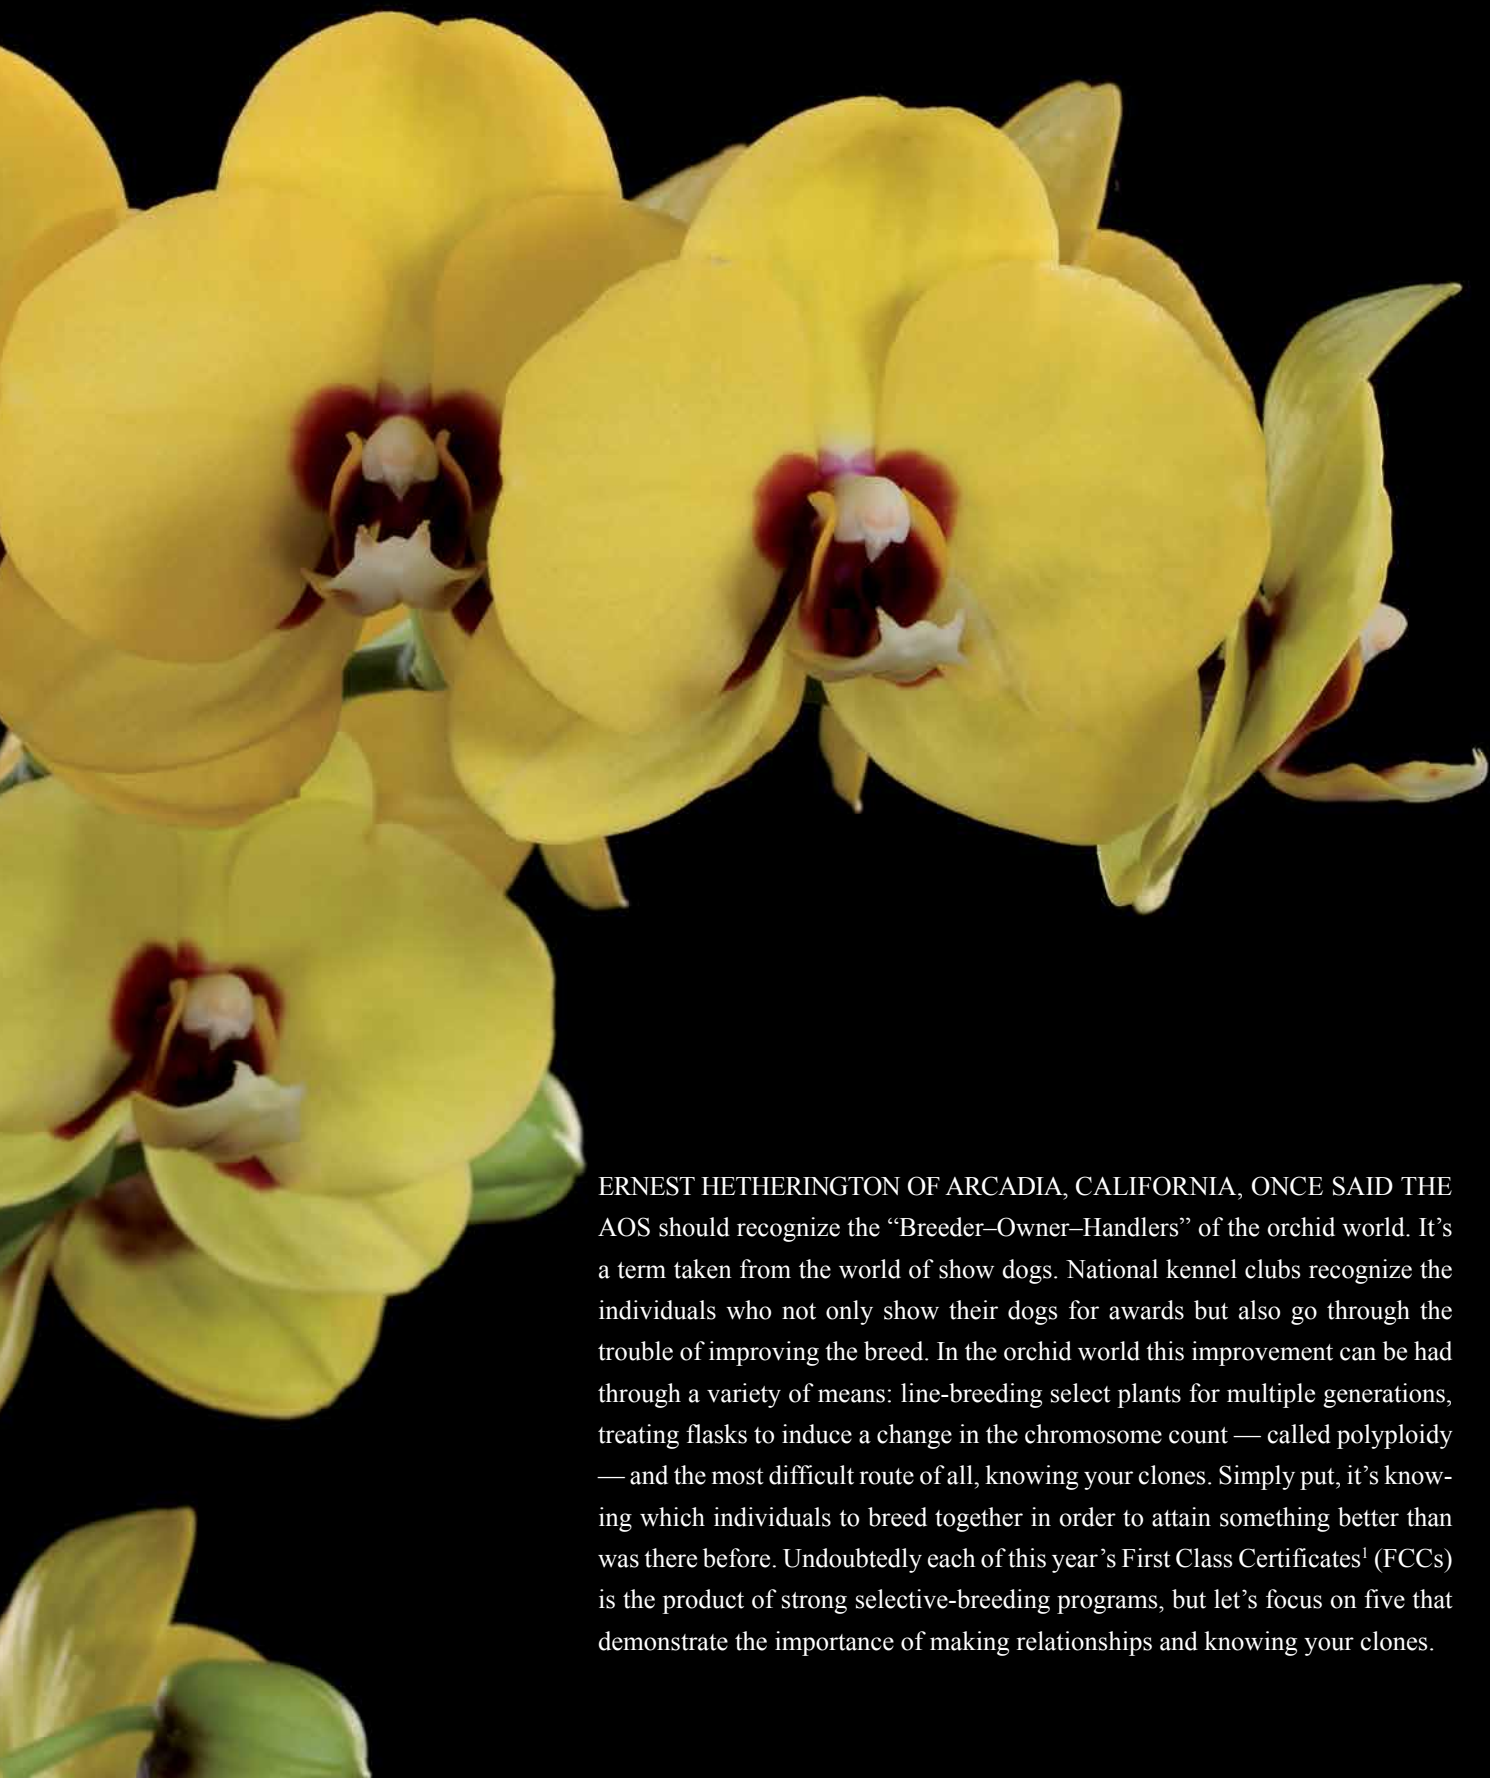 ERNEST HETHERINGTON OF ARCADIA, CALIFORNIA, ONCE SAID THE
AOS should recognize the “Breeder–Owner–Handlers” of the orchid world. It’s
a term taken from the world of show dogs. National kennel clubs recognize the
individuals who not only show their dogs for awards but also go through the
trouble of improving the breed. In the orchid world this improvement can be had
through a variety of means: line-breeding select plants for multiple generations,
treating flasks to induce a change in the chromosome count — called polyploidy
— and the most difficult route of all, knowing your clones. Simply put, it’s know-
ing which individuals to breed together in order to attain something better than
was there before. Undoubtedly each of this year’s First Class Certificates¹ (FCCs)
is the product of strong selective-breeding programs, but let’s focus on five that
demonstrate the importance of making relationships and knowing your clones.